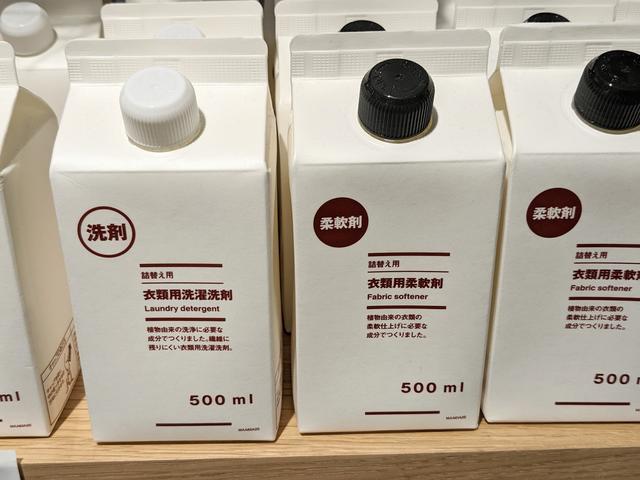 洗剤
詰替え用
衣類用洗濯洗剤
Laundry detergent
植物由来の洗浄に必要な
成分でつくりました。繊維に
残りにくい衣類用洗濯洗剤。
500 ml
柔軟剤
詰替え用
衣類用柔軟剤
Fabric softener
植物由来の衣類の
柔軟仕上げに必要な
成分でつくりました。
500 ml
柔軟剤
詰替え用
衣類用柔軟剤
Fabric softener
植物由来の衣類の
柔軟仕上げに必要な
成分でつくりました。
500
ml